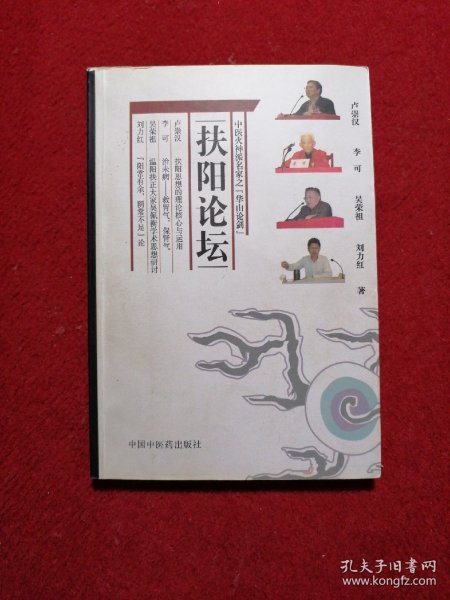 卢崇汉
李可
吴荣祖
刘力红
著
中医火神派名家之『华山论剑』
扶阳论坛
卢崇汉 扶阳思想的理论核心与运用
李可 治未病——救胃气，保肾气
吴荣祖 温阳扶正大家吴佩衡学术思想研讨
刘力红 『阳常有余，阴常不足』论
中国中医药出版社
孔夫子旧书网
www.kongfz.com